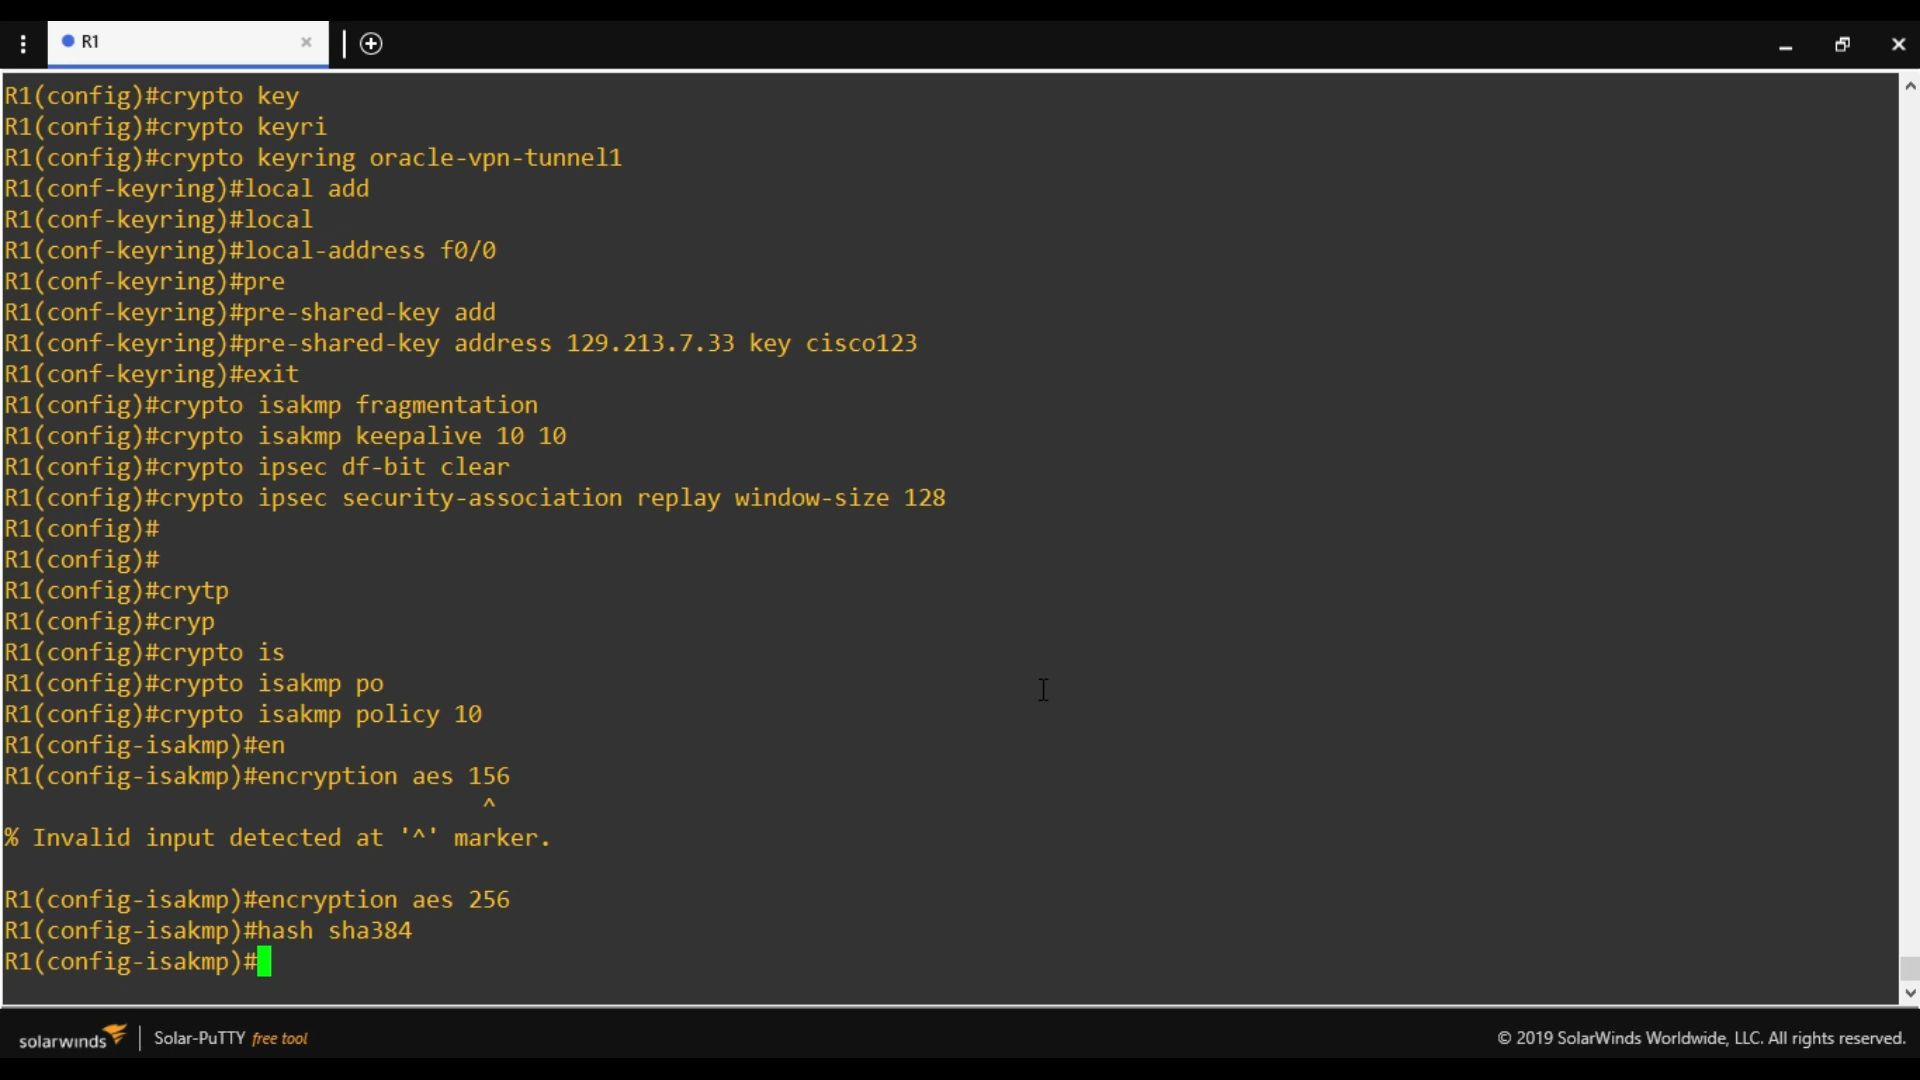 R1
R1(config)#crypto key
R1(config)#crypto keyri
R1(config)#crypto keyring oracle-vpn-tunnel1
R1(conf-keyring)#local add
R1(conf-keyring)#local
R1(conf-keyring)#local-address f0/0
R1(conf-keyring)#pre
R1(conf-keyring)#pre-shared-key add
R1(conf-keyring)#pre-shared-key address 129.213.7.33 key cisco123
R1(conf-keyring)#exit
R1(config)#crypto isakmp fragmentation
R1(config)#crypto isakmp keepalive 10 10
R1(config)#crypto ipsec df-bit clear
R1(config)#crypto ipsec security-association replay window-size 128
R1(config)#
R1(config)#
R1(config)#crytp
R1(config)#cryp
R1(config)#crypto is
R1(config)#crypto isakmp po
R1(config)#crypto isakmp policy 10
R1(config-isakmp)#en
R1(config-isakmp)#encryption aes 156
^
% Invalid input detected at '^' marker.
R1(config-isakmp)#encryption aes 256
R1(config-isakmp)#hash sha384
R1(config-isakmp)#
solarwinds | Solar-PuTTY free tool
© 2019 SolarWinds Worldwide, LLC. All rights reserved.